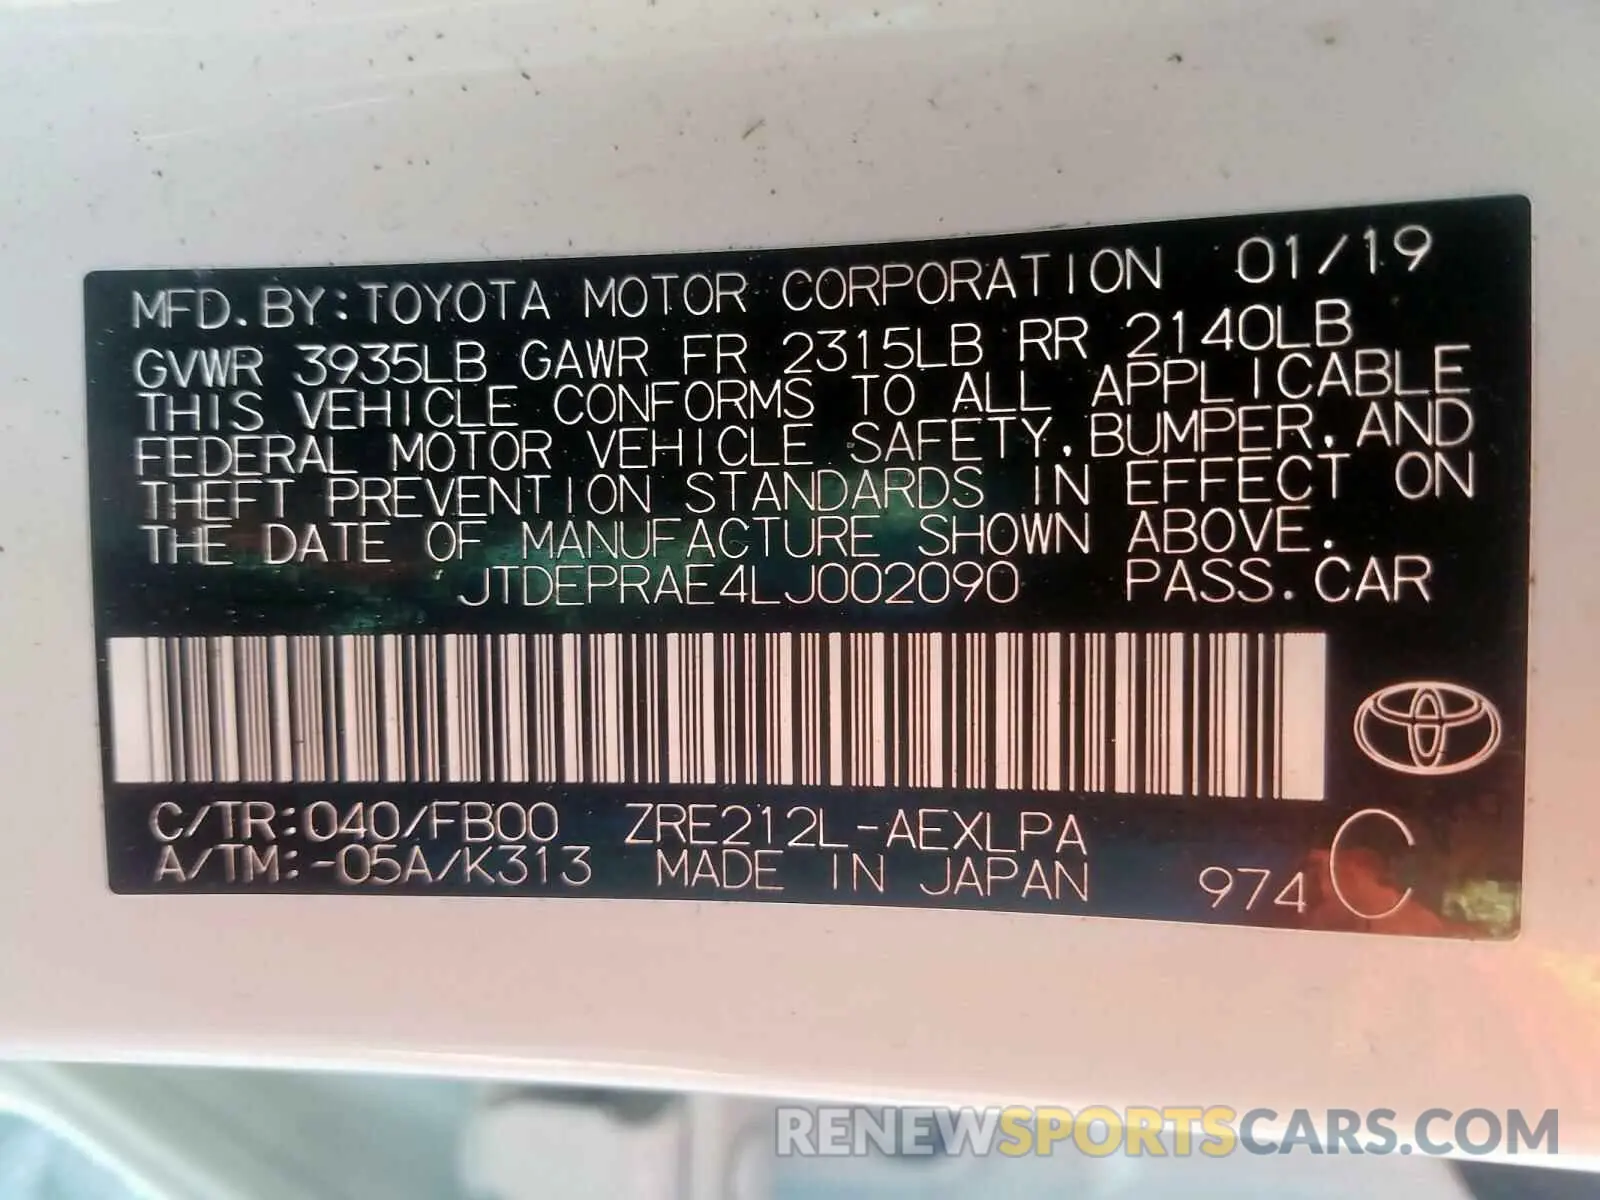 MFD.BY:TOYOTA MOTOR CORPORATION 01/19
GVWR 3935LB GAWR FR 2315LB RR 2140LB
THIS VEHICLE CONFORMS TO ALL APPLICABLE
FEDERAL MOTOR VEHICLE SAFETY,BUMPER,AND
THEFT PREVENTION STANDARDS IN EFFECT ON
THE DATE OF MANUFACTURE SHOWN ABOVE.
JTDEPRAE4LJ002090 PASS.CAR
C/TR:040/FB00 ZRE212L-AEXLPA
A/TM:-05A/K313 MADE IN JAPAN 974 C
RENEWSPORTSCARS.COM